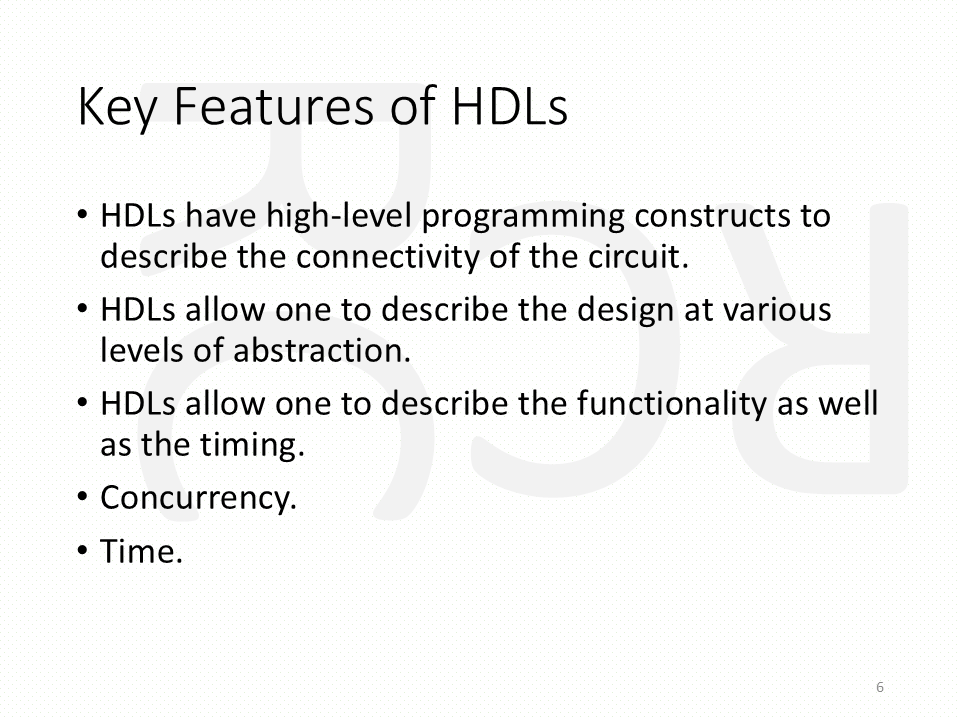 Key Features of HDLs
• HDLs have high-level programming constructs to
describe the connectivity of the circuit.
• HDLs allow one to describe the design at various
levels of abstraction.
• HDLs allow one to describe the functionality as well
as the timing.
• Concurrency.
• Time.
6